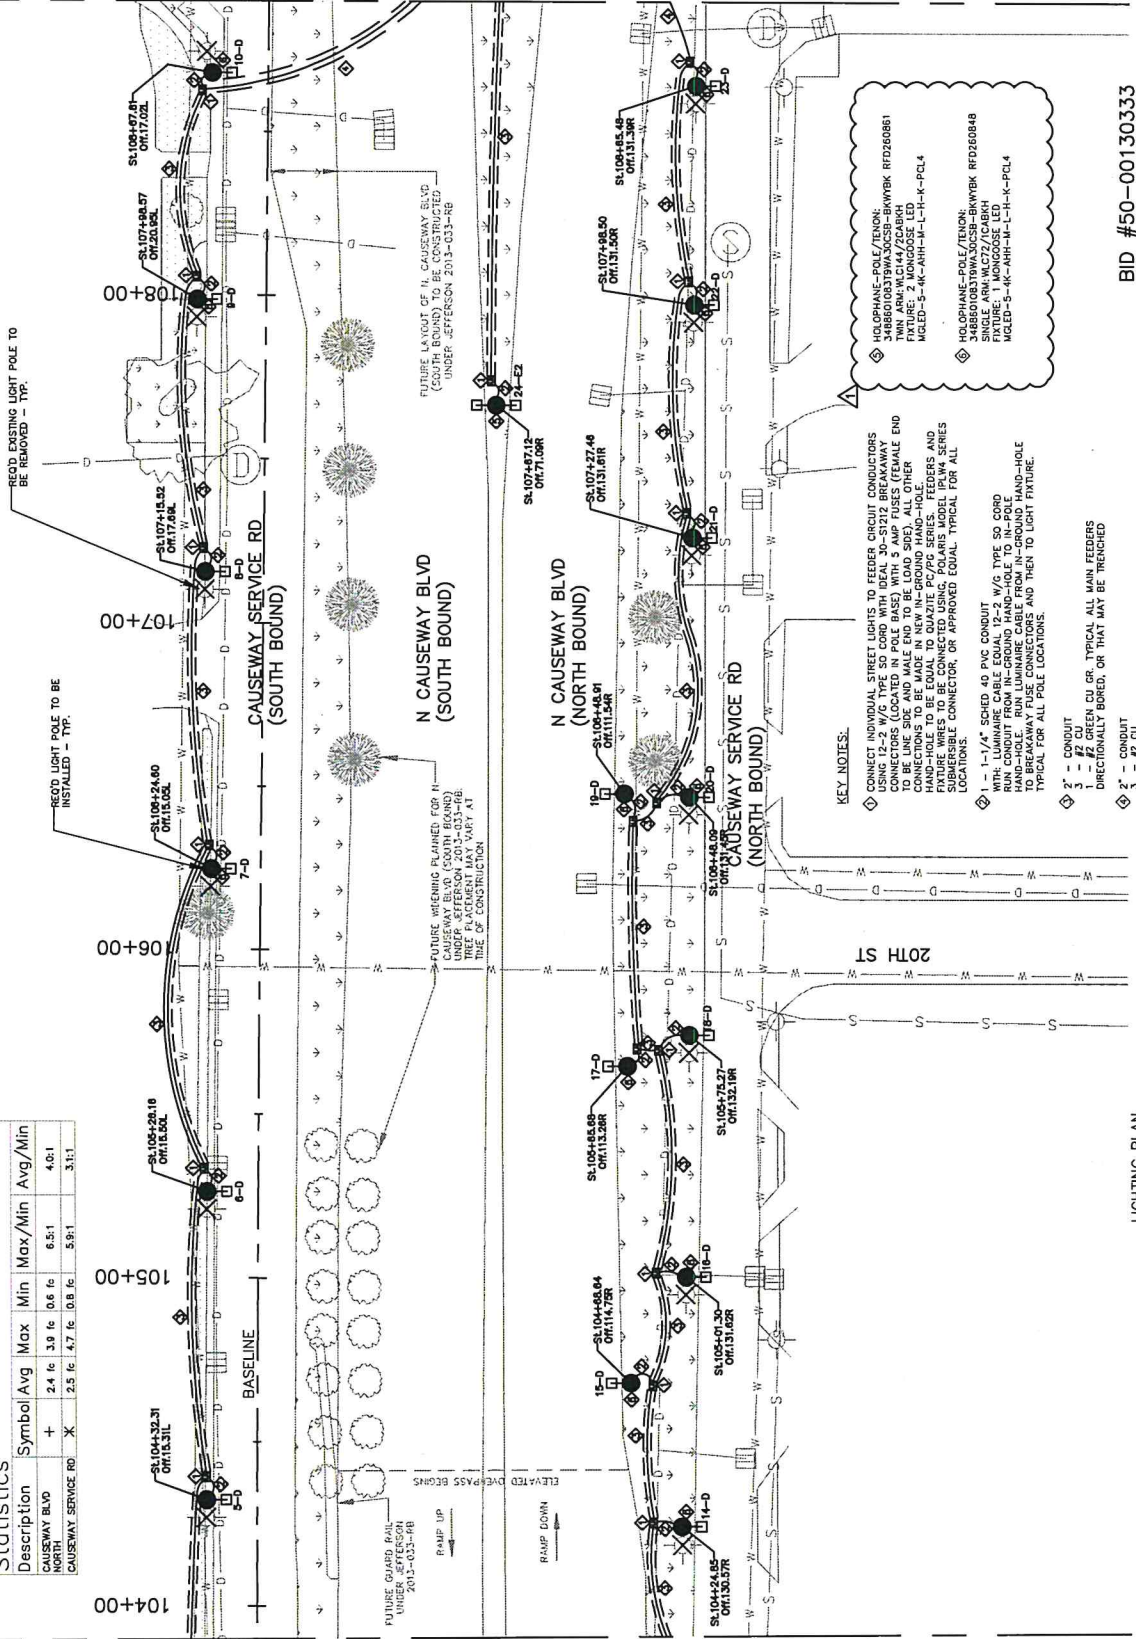 Statistics
Description Symbol Avg Max Min Max/Min Avg/Min
CAUSEWAY BLVD NORTH + 2.4 fc 3.9 fc 0.6 fc 6.5:1 4.0:1
CAUSEWAY SERVICE RD Ж 2.5 fc 4.7 fc 0.8 fc 5.9:1 3.1:1
REQ'D LIGHT POLE TO BE
INSTALLED - TYP.
REQ'D EXISTING LIGHT POLE TO
BE REMOVED - TYP.
104+00
105+00
106+00
107+00
108+00
St.104+32.31
Off.15.31L
5-D
St.105+26.16
Off.15.50L
6-D
St.106+24.60
Off.15.05L
7-D
St.107+15.52
Off.17.69L
8-D
St.107+98.57
Off.20.95L
9-D
St.108+67.81
Off.17.02L
10-D
BASELINE
CAUSEWAY SERVICE RD
(SOUTH BOUND)
FUTURE GUARD RAIL
UNDER JEFFERSON
2013-033-RB
RAMP UP
RAMP DOWN
ELEVATED OVERPASS BEGINS
FUTURE WIDENING PLANNED FOR N
CAUSEWAY BLVD (SOUTH BOUND)
UNDER JEFFERSON 2013-033-RB.
TREE PLACEMENT MAY VARY AT
TIME OF CONSTRUCTION
N CAUSEWAY BLVD
(SOUTH BOUND)
FUTURE LAYOUT OF N. CAUSEWAY BLVD
(SOUTH BOUND) TO BE CONSTRUCTED
UNDER JEFFERSON 2013-033-RB
St.107+67.12
Off.71.09R
24-E2
N CAUSEWAY BLVD
(NORTH BOUND)
St.104+24.85
Off.130.57R
14-D
15-D
St.104+68.64
Off.114.75R
St.105+01.30
Off.131.62R
16-D
17-D
St.105+65.68
Off.113.26R
St.105+75.27
Off.132.19R
18-D
19-D
St.106+48.91
Off.111.54R
St.106+48.09
Off.131.45R
20-D
St.107+27.46
Off.131.61R
21-D
St.107+98.50
Off.131.50R
22-D
St.108+65.48
Off.131.39R
23-D
CAUSEWAY SERVICE RD
(NORTH BOUND)
20TH ST
KEY NOTES:
1 CONNECT INDIVIDUAL STREET LIGHTS TO FEEDER CIRCUIT CONDUCTORS
USING 12-2 W/G TYPE SO CORD WITH IDEAL 30-S1212 BREAKAWAY
CONNECTORS (LOCATED IN POLE BASE) WITH 5 AMP FUSES (FEMALE END
TO BE LINE SIDE AND MALE END TO BE LOAD SIDE). ALL OTHER
CONNECTIONS TO BE MADE IN NEW IN-GROUND HAND-HOLE.
HAND-HOLE TO BE EQUAL TO QUAZITE PC/PG SERIES. FEEDERS AND
FIXTURE WIRES TO BE CONNECTED USING, POLARIS MODEL IPLW4 SERIES
SUBMERSIBLE CONNECTOR, OR APPROVED EQUAL. TYPICAL FOR ALL
LOCATIONS.
2 1 - 1-1/4" SCHED 40 PVC CONDUIT
WITH: LUMINAIRE CABLE EQUAL 12-2 W/G TYPE SO CORD
RUN CONDUIT FROM IN-GROUND HAND-HOLE TO IN-POLE
HAND-HOLE. RUN LUMINAIRE CABLE FROM IN-GROUND HAND-HOLE
TO BREAKAWAY FUSE CONNECTORS AND THEN TO LIGHT FIXTURE.
TYPICAL FOR ALL POLE LOCATIONS.
3 2" - CONDUIT
3 - #2 CU
1 - #2 GREEN CU GR. TYPICAL ALL MAIN FEEDERS
DIRECTIONALLY BORED, OR THAT MAY BE TRENCHED
4 2" - CONDUIT
3 - #2 CU
1
5 HOLOPHANE-POLE/TENON:
TWIN ARM:WLC144/2CABKH
FIXTURE: 2 MONGOOSE LED
MGLED-5-4K-AHH-M-L-H-K-PCL4
6 HOLOPHANE-POLE/TENON:
SINGLE ARM:WLC72/1CABKH
FIXTURE: 1 MONGOOSE LED
MGLED-5-4K-AHH-M-L-H-K-PCL4
LIGHTING PLAN
BID #50-00130333